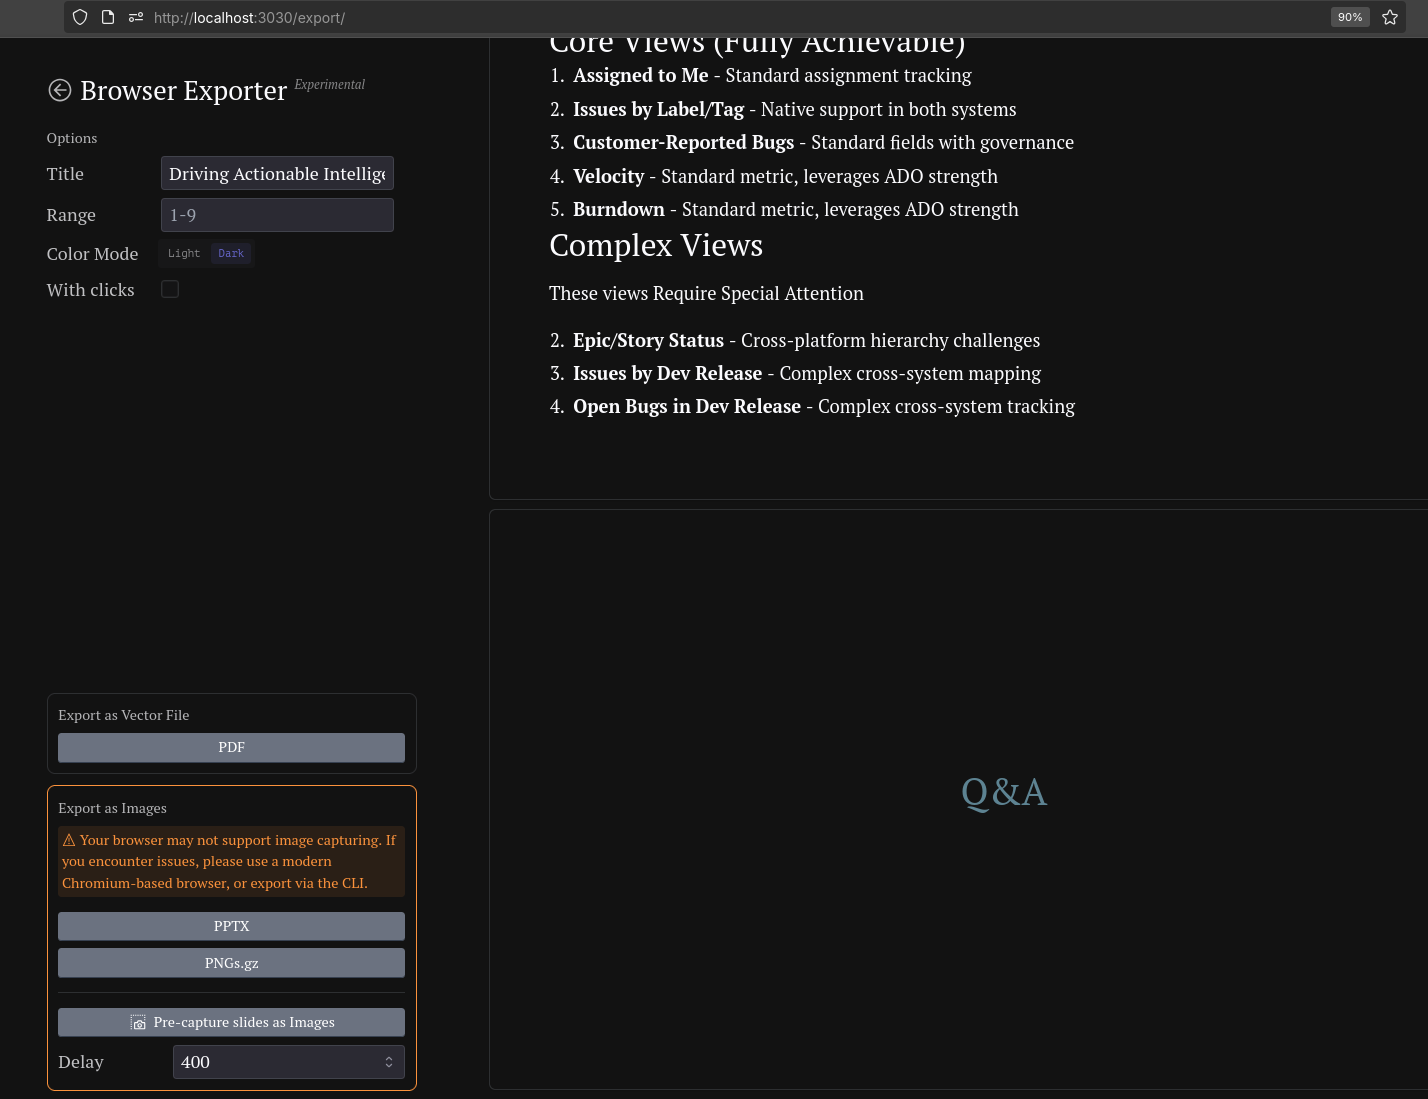 http://localhost:3030/export/
90%
Browser Exporter Experimental
Options
Title Driving Actionable Intellige
Range 1-9
Color Mode Light Dark
With clicks
Export as Vector File
PDF
Export as Images
⚠ Your browser may not support image capturing. If
you encounter issues, please use a modern
Chromium-based browser, or export via the CLI.
PPTX
PNGs.gz
Pre-capture slides as Images
Delay 400
Core Views (Fully Achievable)
1. Assigned to Me - Standard assignment tracking
2. Issues by Label/Tag - Native support in both systems
3. Customer-Reported Bugs - Standard fields with governance
4. Velocity - Standard metric, leverages ADO strength
5. Burndown - Standard metric, leverages ADO strength
Complex Views
These views Require Special Attention
2. Epic/Story Status - Cross-platform hierarchy challenges
3. Issues by Dev Release - Complex cross-system mapping
4. Open Bugs in Dev Release - Complex cross-system tracking
Q&A